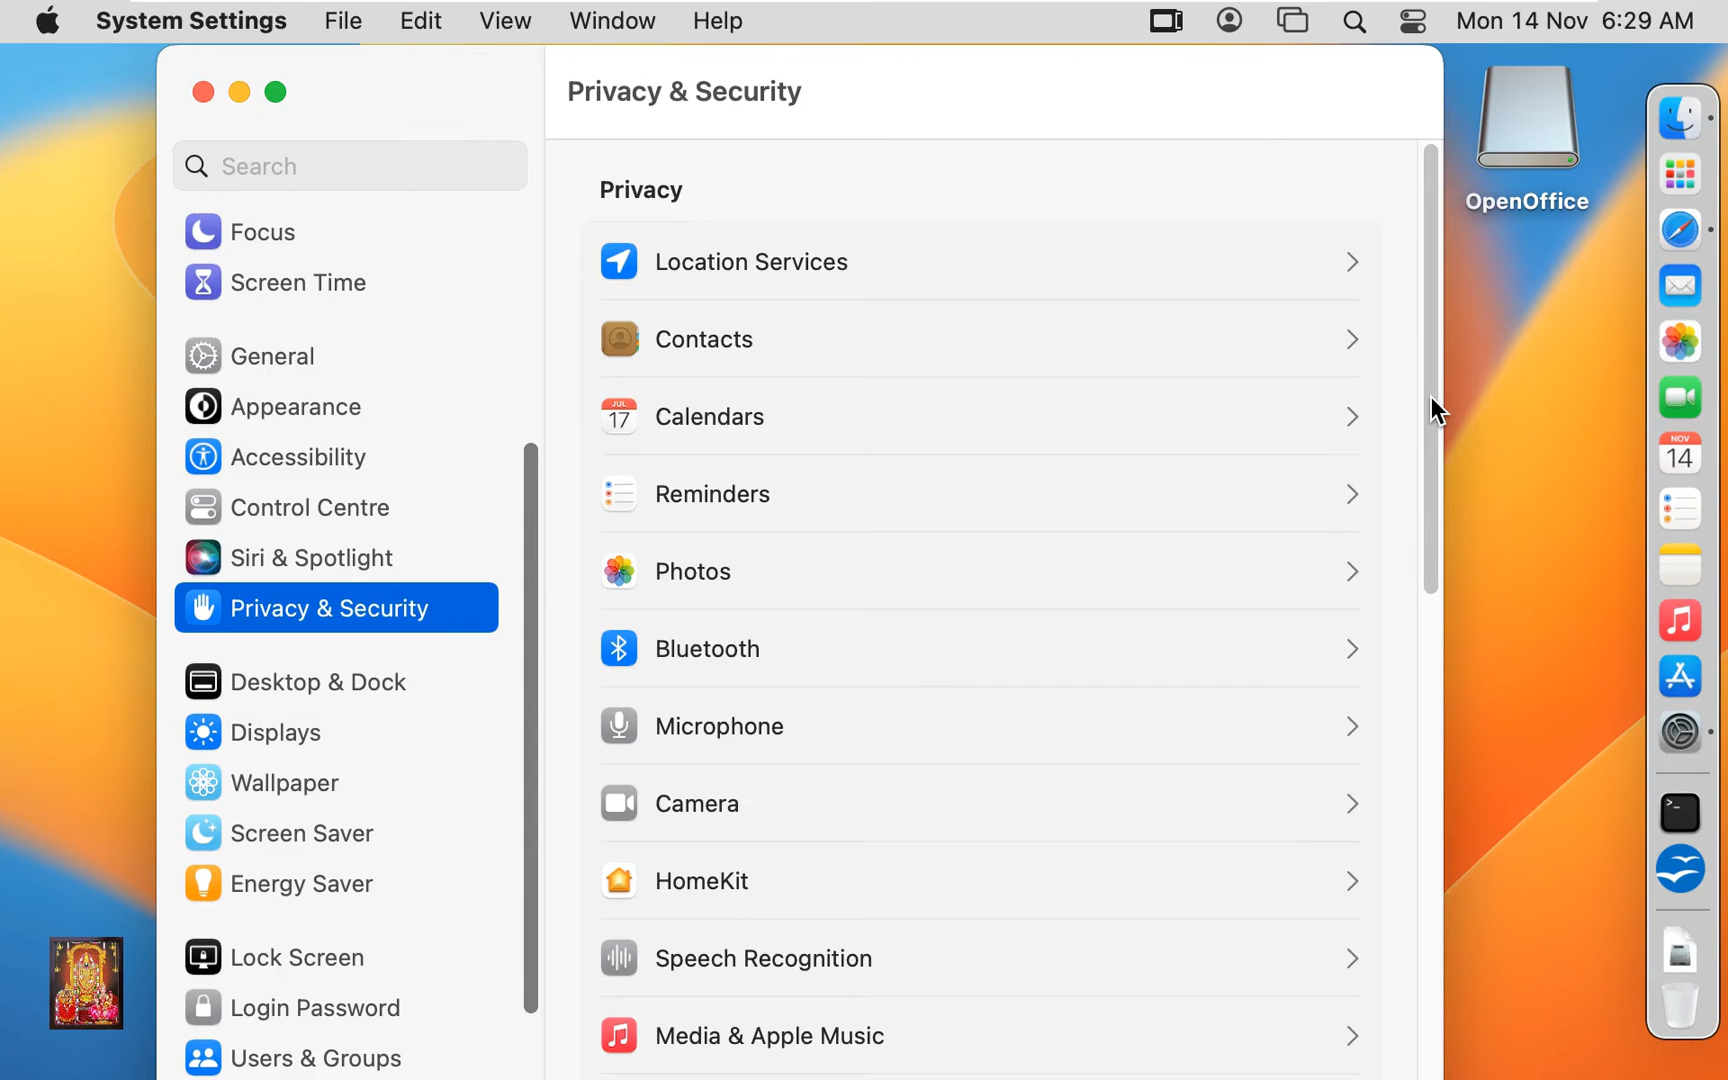 System Settings File Edit View Window Help Mon 14 Nov 6:29 AM
Privacy & Security
Search
Focus
Screen Time
General
Appearance
Accessibility
Control Centre
Siri & Spotlight
Privacy & Security
Desktop & Dock
Displays
Wallpaper
Screen Saver
Energy Saver
Lock Screen
Login Password
Users & Groups
Privacy
Location Services
Contacts
JUL
17
Calendars
Reminders
Photos
Bluetooth
Microphone
Camera
HomeKit
Speech Recognition
Media & Apple Music
OpenOffice
NOV
14